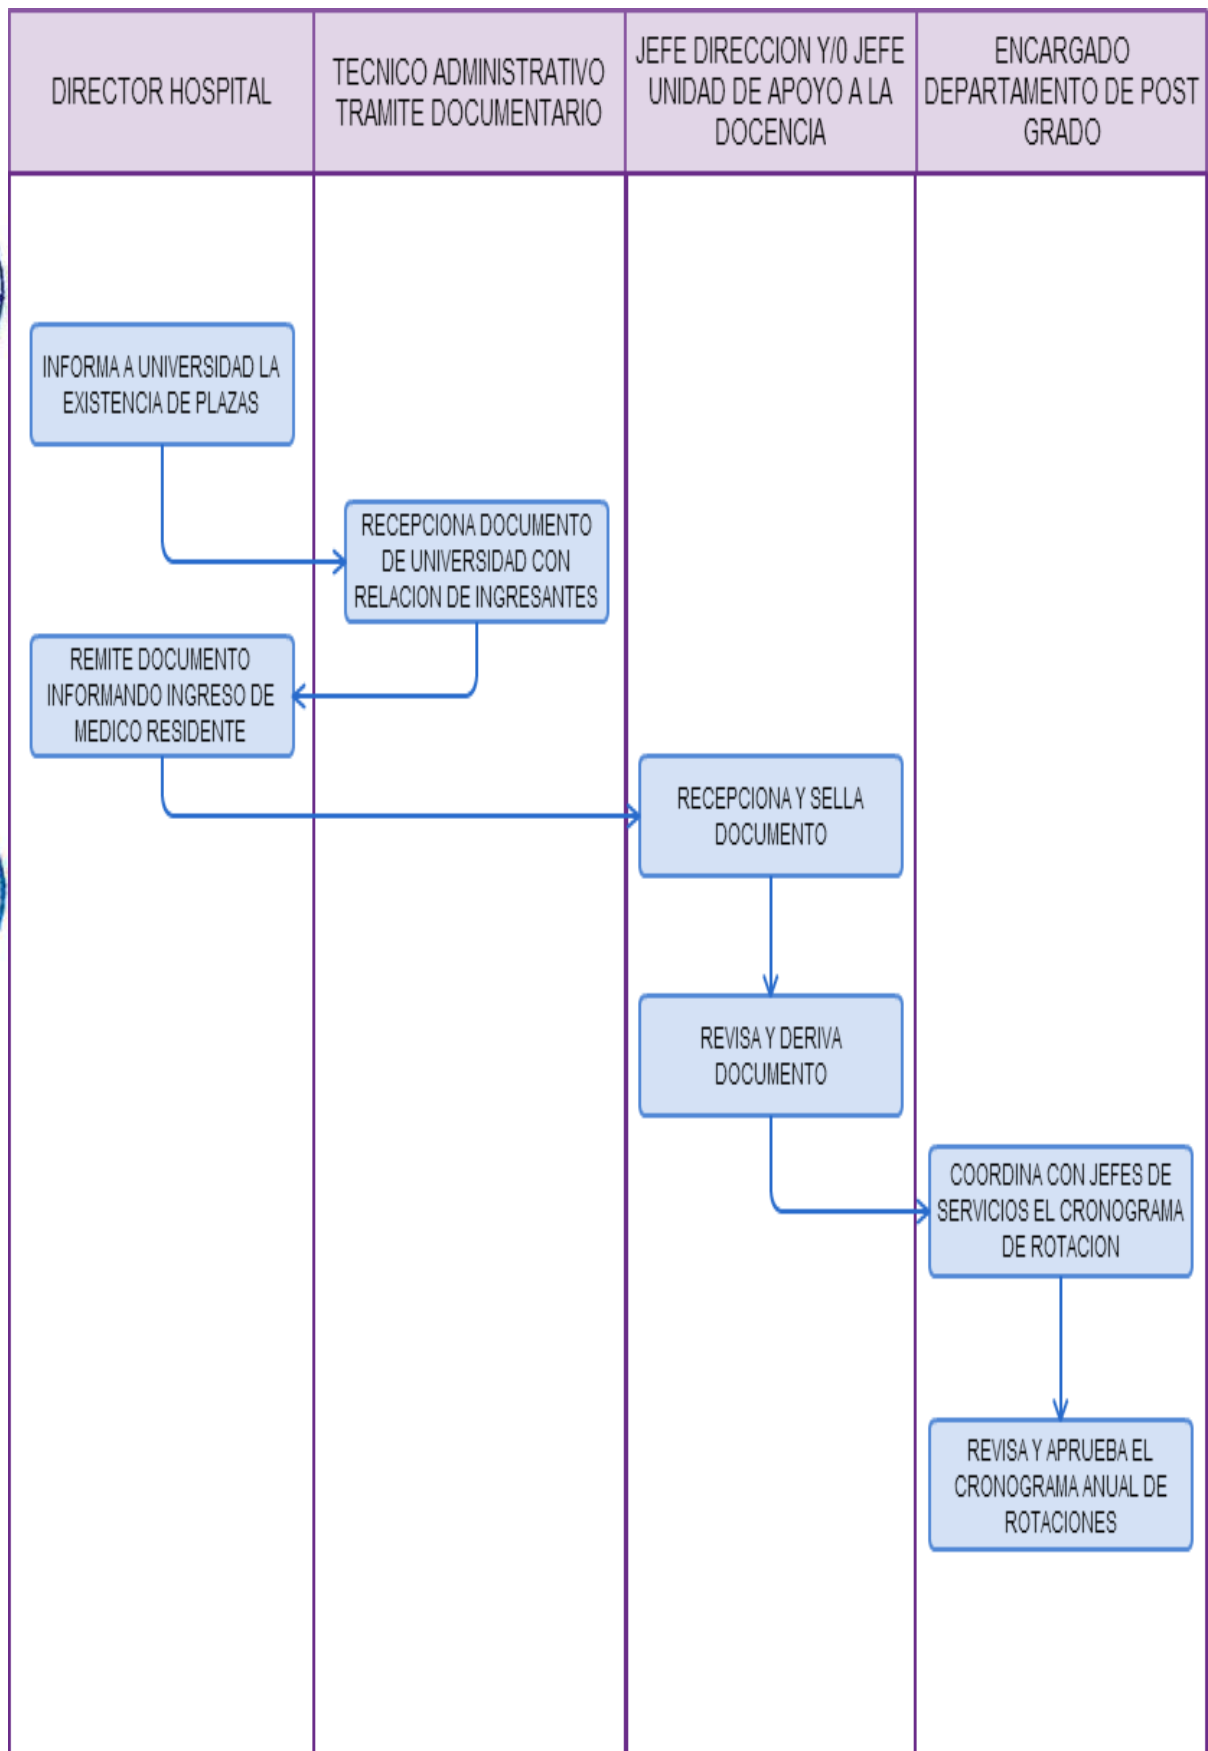 DIRECTOR HOSPITAL
TECNICO ADMINISTRATIVO
TRAMITE DOCUMENTARIO
JEFE DIRECCION Y/0 JEFE
UNIDAD DE APOYO A LA
DOCENCIA
ENCARGADO
DEPARTAMENTO DE POST
GRADO
INFORMA A UNIVERSIDAD LA
EXISTENCIA DE PLAZAS
RECEPCIONA DOCUMENTO
DE UNIVERSIDAD CON
RELACION DE INGRESANTES
REMITE DOCUMENTO
INFORMANDO INGRESO DE
MEDICO RESIDENTE
RECEPCIONA Y SELLA
DOCUMENTO
REVISA Y DERIVA
DOCUMENTO
COORDINA CON JEFES DE
SERVICIOS EL CRONOGRAMA
DE ROTACION
REVISA Y APRUEBA EL
CRONOGRAMA ANUAL DE
ROTACIONES